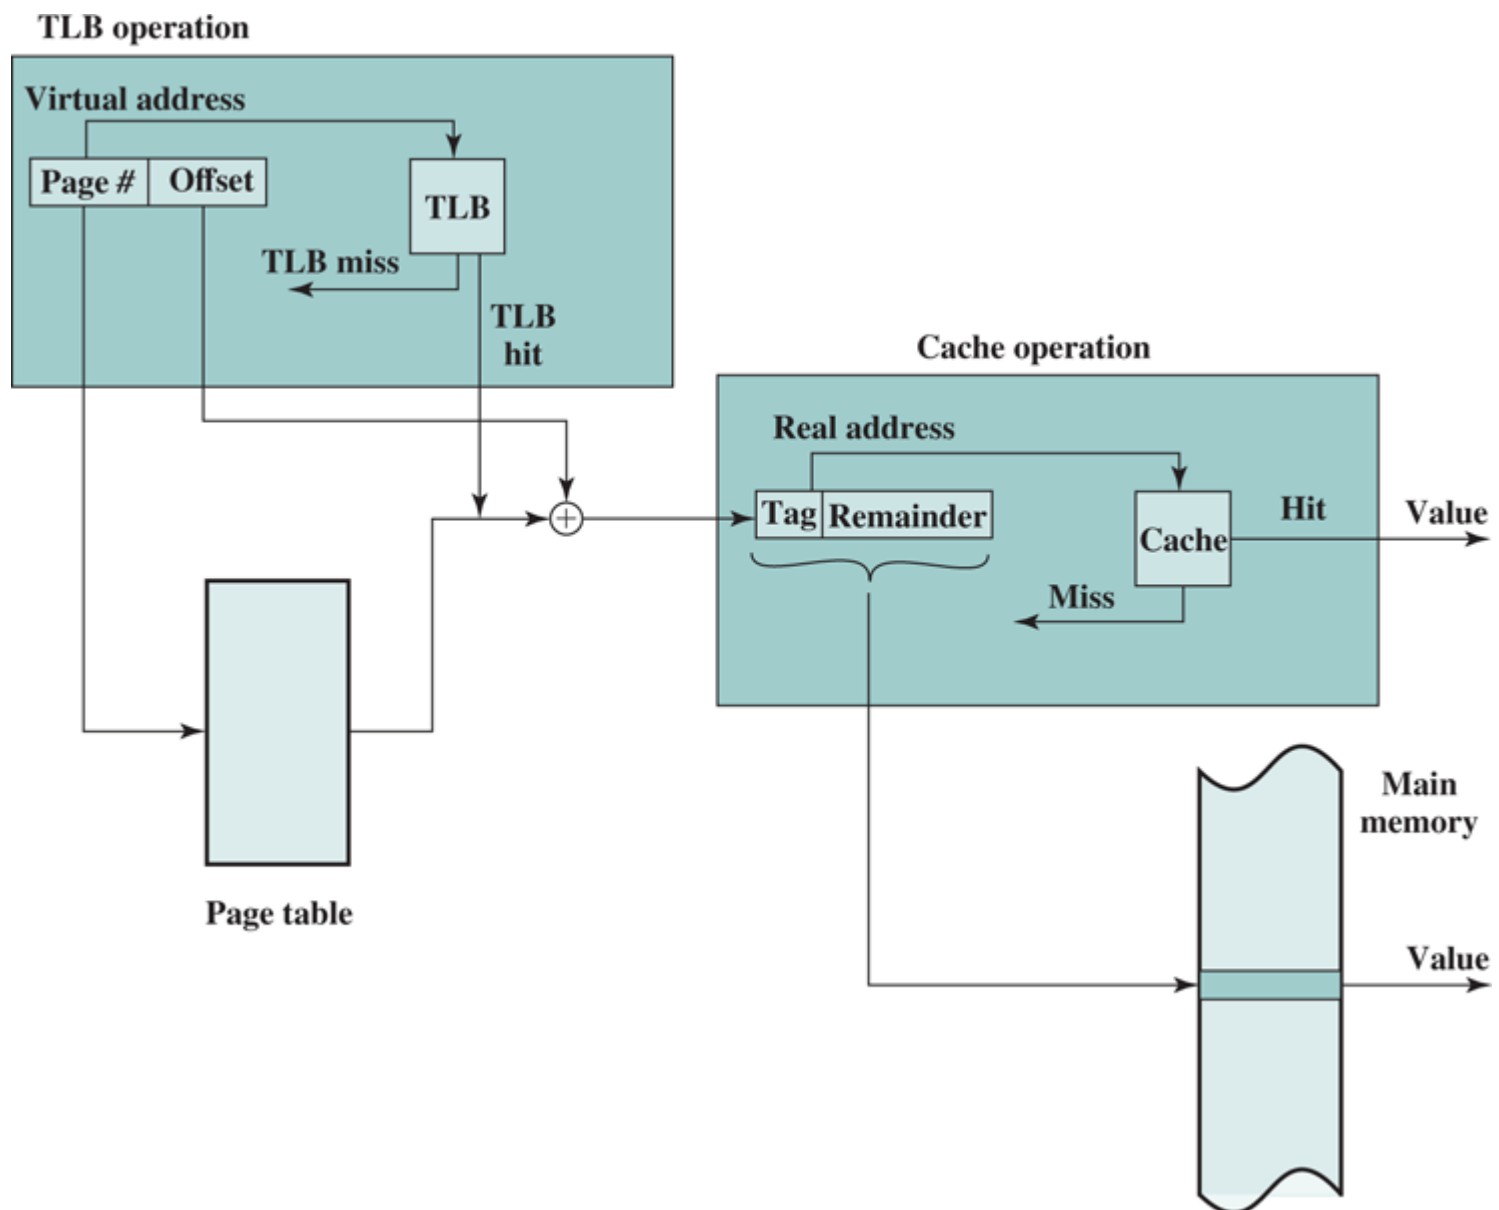 TLB operation
Virtual address
Page #
Offset
TLB
TLB miss
TLB
hit
Cache operation
Real address
Tag
Remainder
Cache
Hit
Value
Miss
Page table
Main
memory
Value